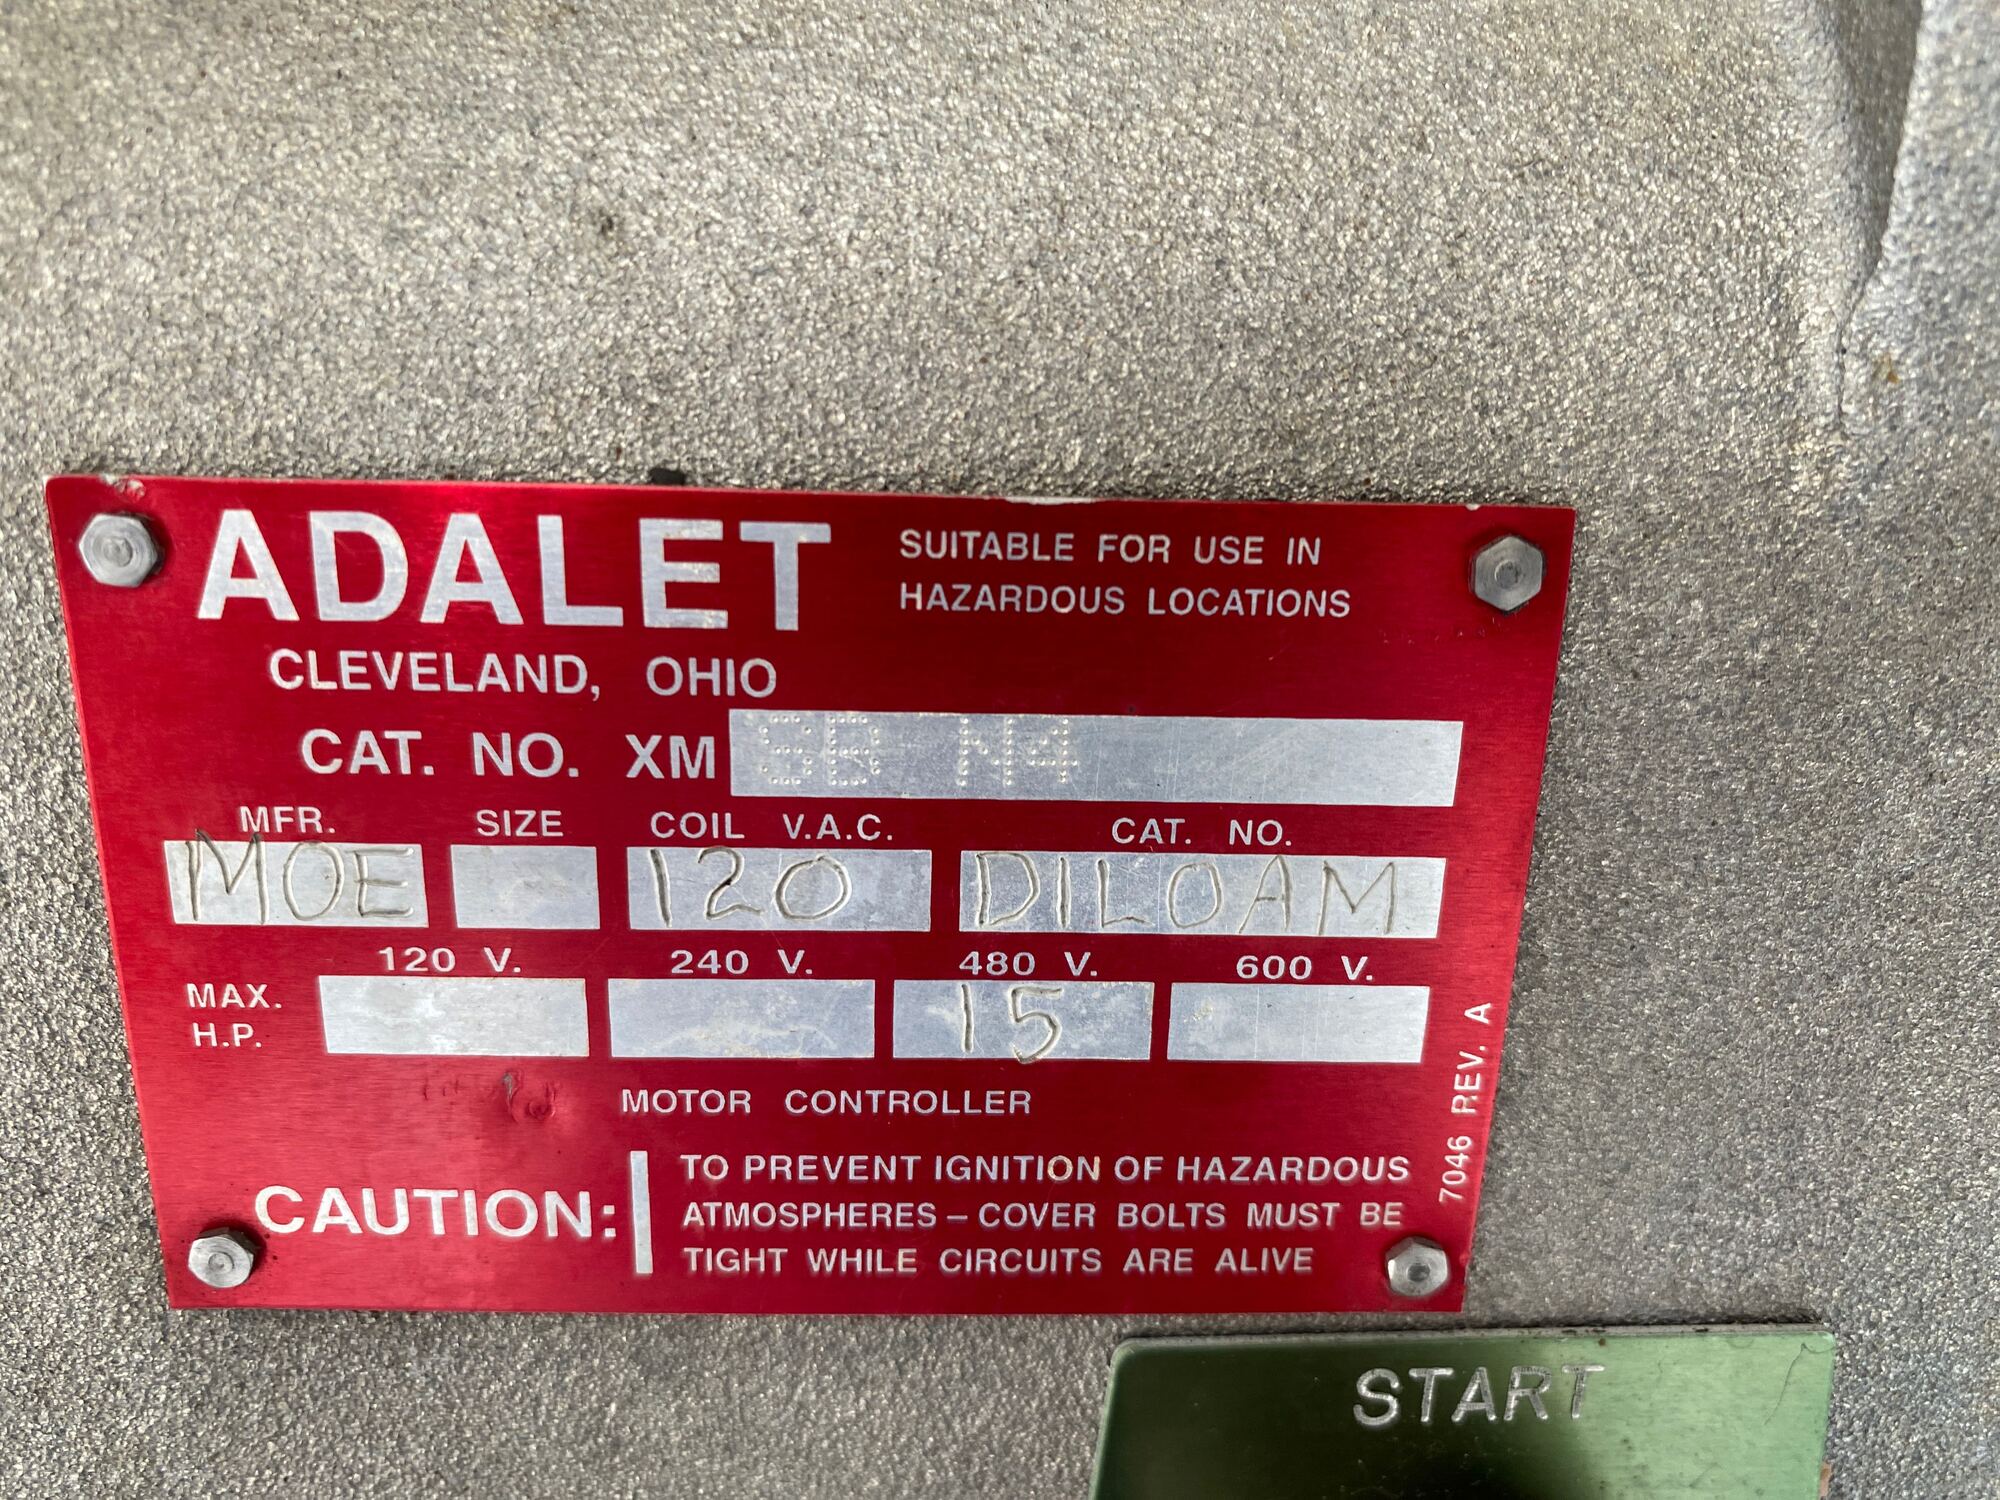 ADALET
SUITABLE FOR USE IN
HAZARDOUS LOCATIONS
CLEVELAND, OHIO
CAT. NO. XM SB N4
MFR. SIZE COIL V.A.C. CAT. NO.
MOE 120 DILOAM
120 V. 240 V. 480 V. 600 V.
MAX.
H.P.
15
MOTOR CONTROLLER
CAUTION:
TO PREVENT IGNITION OF HAZARDOUS
ATMOSPHERES – COVER BOLTS MUST BE
TIGHT WHILE CIRCUITS ARE ALIVE
7046 REV. A
START